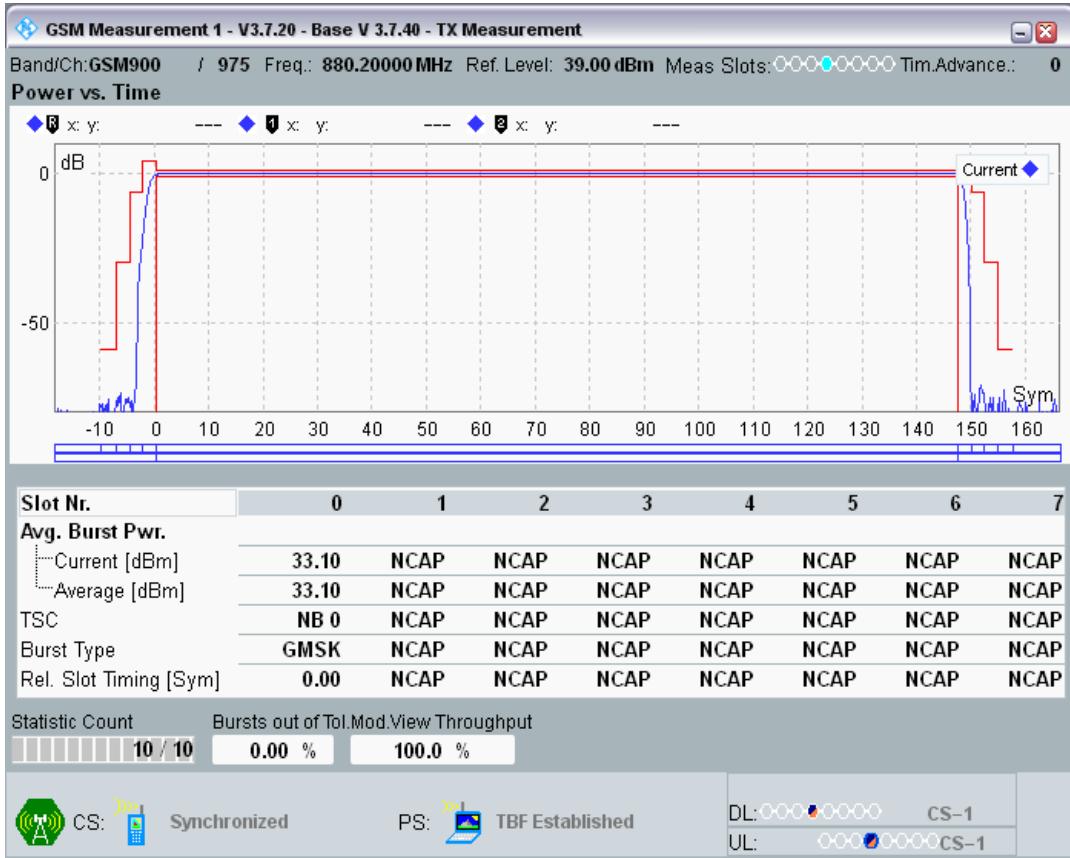 GSM Measurement 1 - V3.7.20 - Base V 3.7.40 - TX Measurement
Band/Ch:GSM900 / 975 Freq.: 880.20000 MHz Ref. Level: 39.00 dBm Meas Slots: Tim.Advance.: 0
Power vs. Time
R x: y: --- 1 x: y: --- 2 x: y: ---
dB
Current
0
-50
Sym
-10 0 10 20 30 40 50 60 70 80 90 100 110 120 130 140 150 160
Slot Nr. 0 1 2 3 4 5 6 7
Avg. Burst Pwr.
Current [dBm] 33.10 NCAP NCAP NCAP NCAP NCAP NCAP NCAP
Average [dBm] 33.10 NCAP NCAP NCAP NCAP NCAP NCAP NCAP
TSC NB 0 NCAP NCAP NCAP NCAP NCAP NCAP NCAP
Burst Type GMSK NCAP NCAP NCAP NCAP NCAP NCAP NCAP
Rel. Slot Timing [Sym] 0.00 NCAP NCAP NCAP NCAP NCAP NCAP NCAP
Statistic Count Bursts out of Tol.Mod.View Throughput
10 / 10 0.00 % 100.0 %
CS: Synchronized PS: TBF Established
DL: CS-1
UL: CS-1